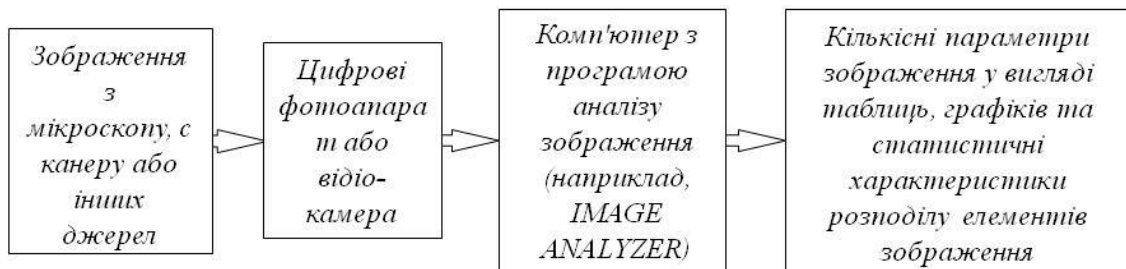 Зображення
з
мікроскопу, с
канеру або
інших
джерел
Цифрові
фотоапара
т або
відіо-
камера
Комп'ютер з
програмою
аналізу
зображення
(наприклад,
IMAGE
ANALYZER)
Кількісні параметри
зображення у вигляді
таблиць, графіків та
статистичні
характеристики
розподілу елементів
зображення